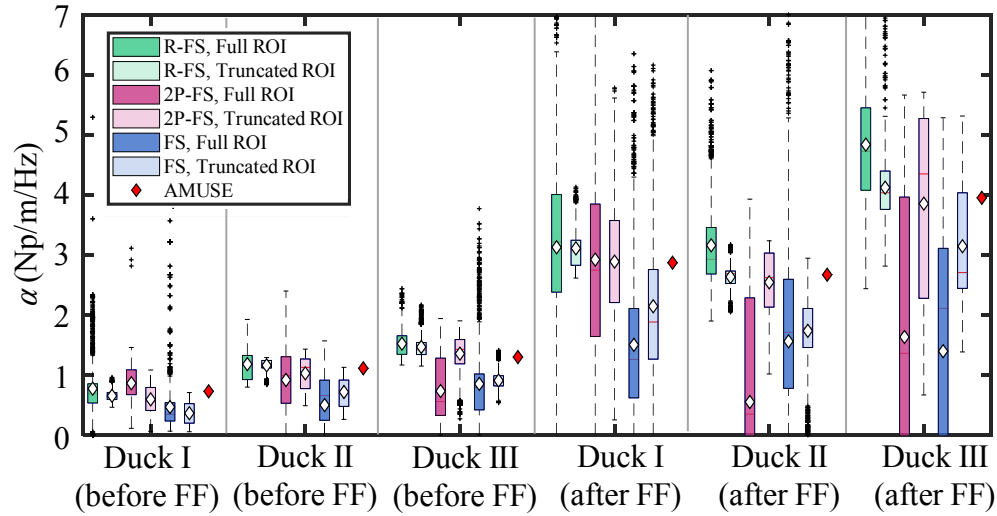 7
6
5
4
3
2
1
0
α (Np/m/Hz)
R-FS, Full ROI
R-FS, Truncated ROI
2P-FS, Full ROI
2P-FS, Truncated ROI
FS, Full ROI
FS, Truncated ROI
AMUSE
Duck I
(before FF)
Duck II
(before FF)
Duck III
(before FF)
Duck I
(after FF)
Duck II
(after FF)
Duck III
(after FF)